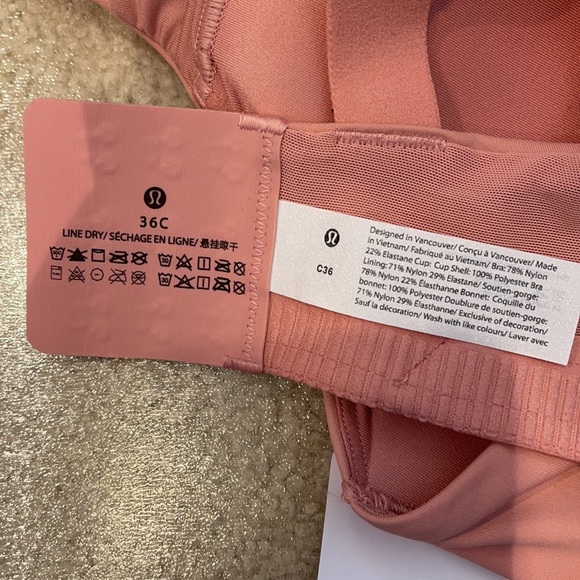 36C
LINE DRY/ SÉCHAGE EN LIGNE/ 悬挂晾干
C36
Designed in Vancouver/ Conçu à Vancouver/ Made
in Vietnam/ Fabriqué au Vietnam/ Bra: 78% Nylon
22% Elastane Cup: Cup Shell: 100% Polyester Bra
Lining: 71% Nylon 29% Elastane/ Soutien-gorge:
78% Nylon 22% Élasthanne Bonnet: Coquille du
bonnet: 100% Polyester Doublure de soutien-gorge:
71% Nylon 29% Élasthanne/ Exclusive of decoration/
Sauf la décoration/ Wash with like colours/ Laver avec